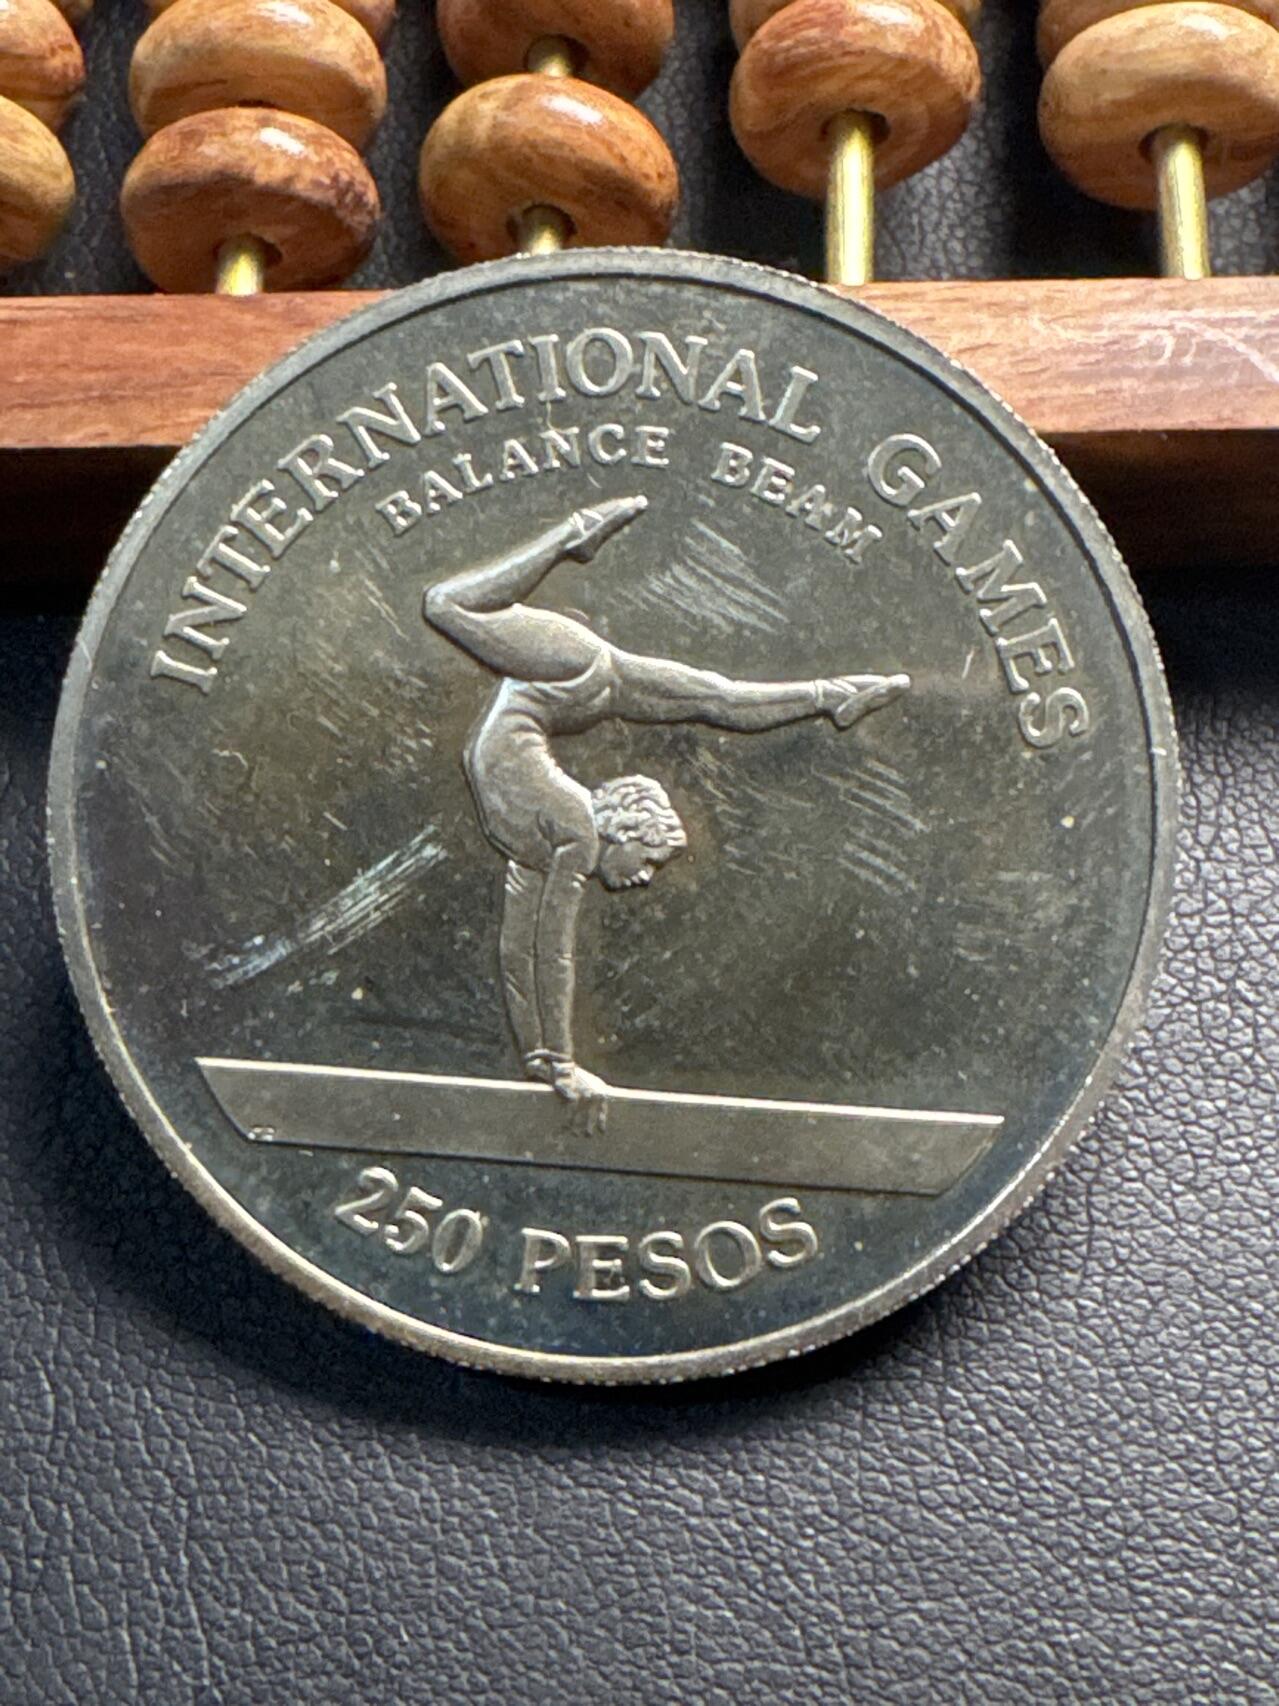 INTERNATIONAL GAMES
BALANCE BEAM
250 PESOS